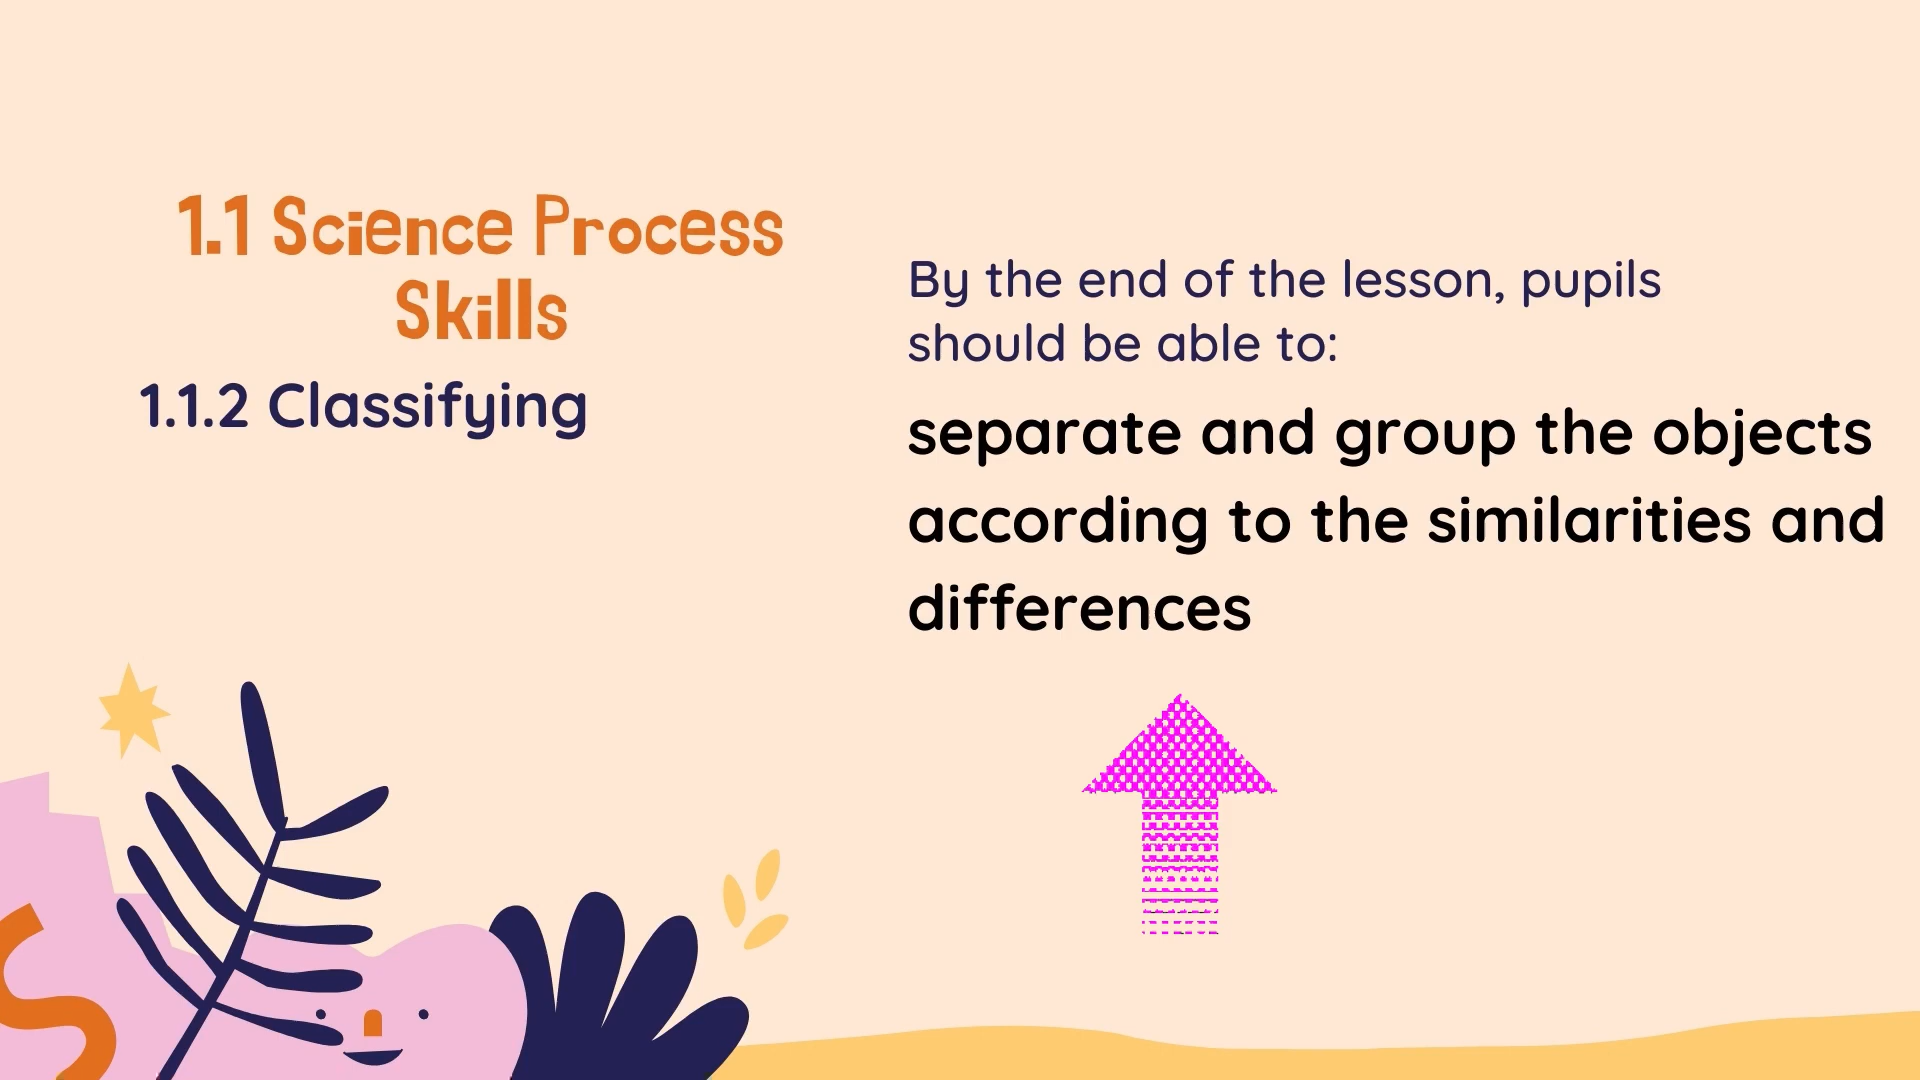 1.1 Science Process
Skills
1.1.2 Classifying
By the end of the lesson, pupils
should be able to:
separate and group the objects
according to the similarities and
differences